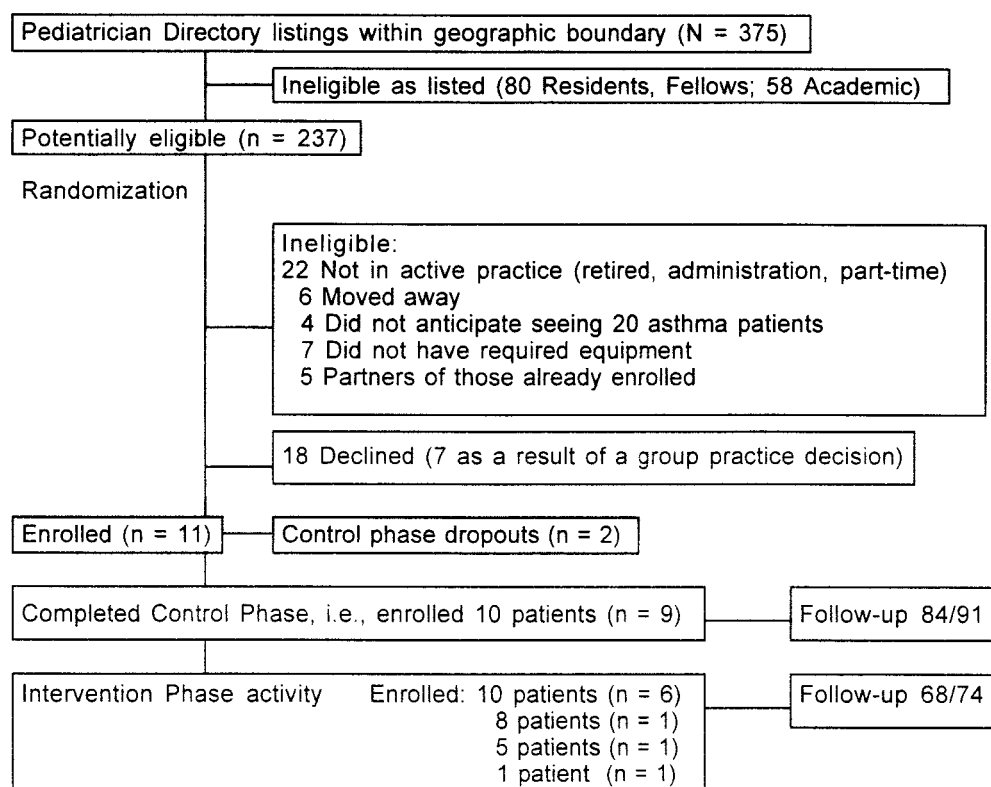 Pediatrician Directory listings within geographic boundary (N = 375)
Ineligible as listed (80 Residents, Fellows; 58 Academic)
Potentially eligible (n = 237)
Randomization
Ineligible:
22 Not in active practice (retired, administration, part-time)
6 Moved away
4 Did not anticipate seeing 20 asthma patients
7 Did not have required equipment
5 Partners of those already enrolled
18 Declined (7 as a result of a group practice decision)
Enrolled (n = 11)
Control phase dropouts (n = 2)
Completed Control Phase, i.e., enrolled 10 patients (n = 9)
Follow-up 84/91
Intervention Phase activity Enrolled: 10 patients (n = 6)
Follow-up 68/74
8 patients (n = 1)
5 patients (n = 1)
1 patient (n = 1)